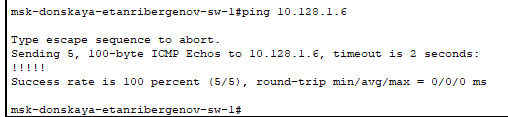 msk-donskaya-etanribergenov-sw-1#ping 10.128.1.6
Type escape sequence to abort.
Sending 5, 100-byte ICMP Echos to 10.128.1.6, timeout is 2 seconds:
!!!!!
Success rate is 100 percent (5/5), round-trip min/avg/max = 0/0/0 ms
msk-donskaya-etanribergenov-sw-1#